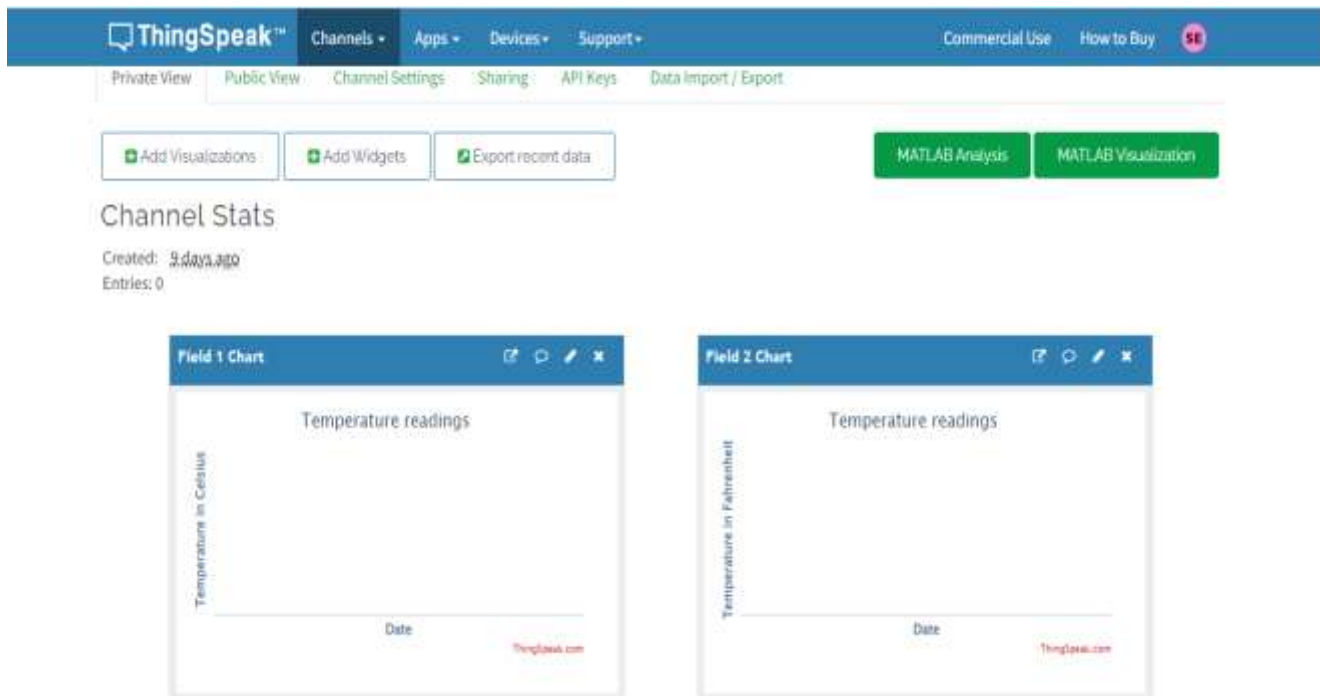 ThingSpeak™ Channels Apps Devices Support Commercial Use How to Buy SE
Private View Public View Channel Settings Sharing API Keys Data Import / Export
Add Visualizations Add Widgets Export recent data MATLAB Analysis MATLAB Visualization
Channel Stats
Created: 9 days ago
Entries: 0
Field 1 Chart
Temperature readings
Temperature in Celsius
Date
ThingSpeak.com
Field 2 Chart
Temperature readings
Temperature in Fahrenheit
Date
ThingSpeak.com